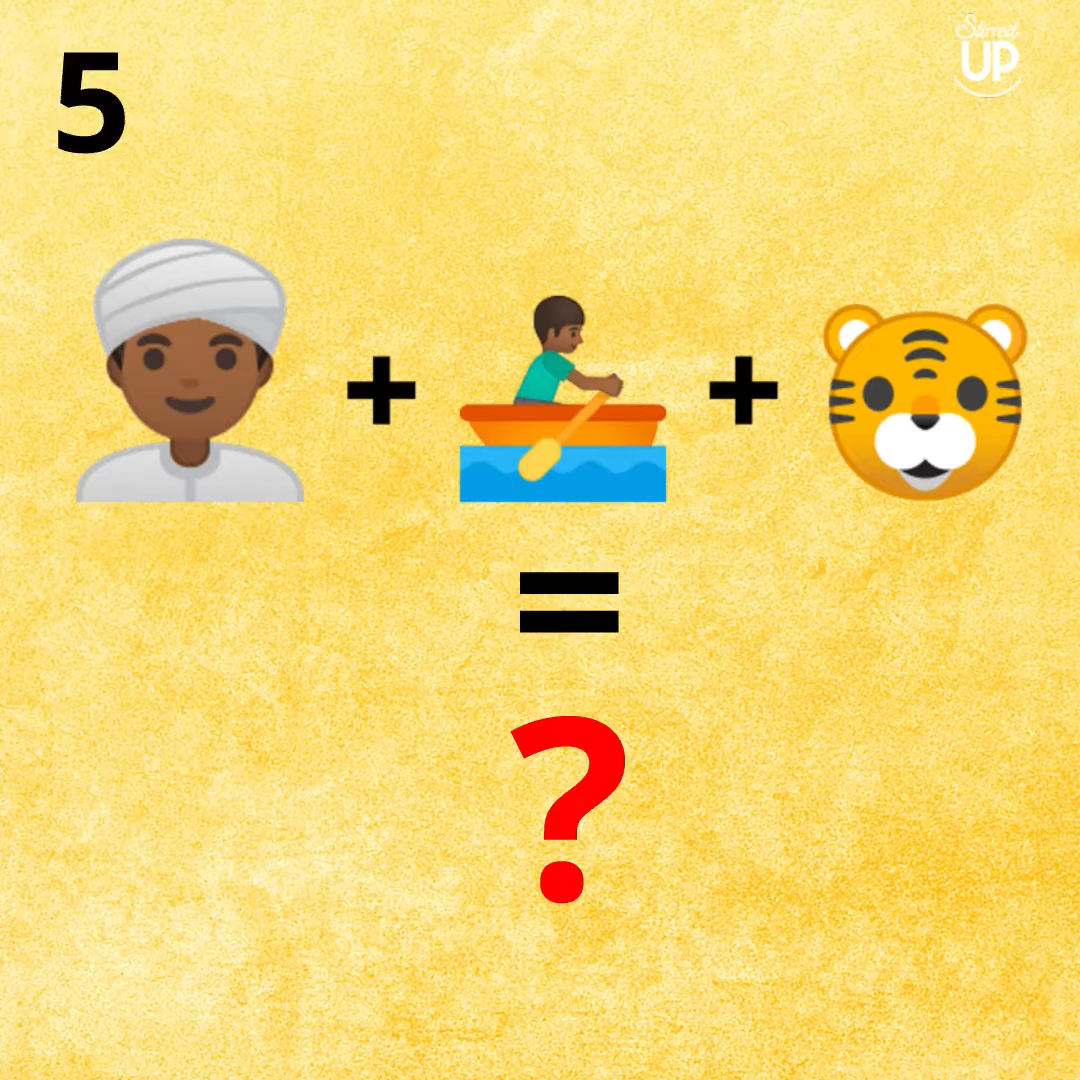 Stirred
UP
5
+ +
=
?